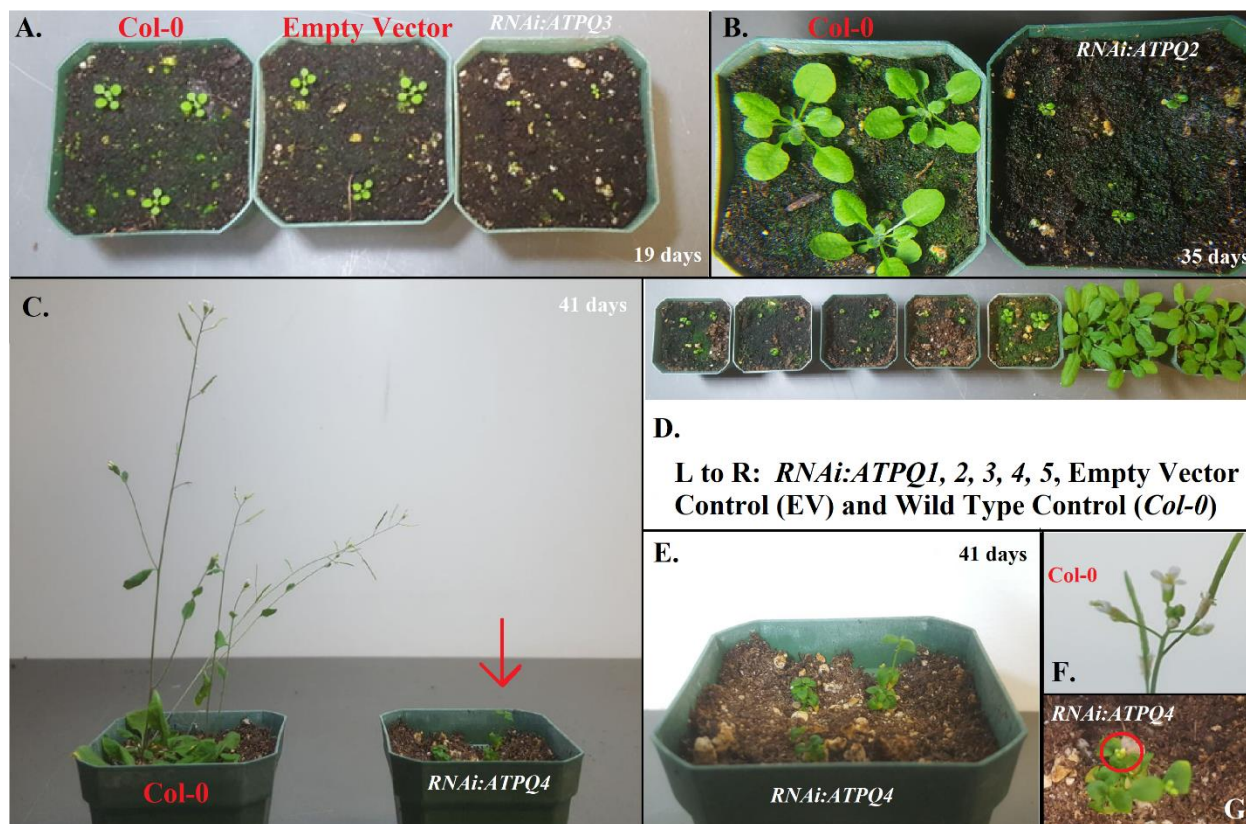 A.
Col-0
Empty Vector
RNAi:ATPQ3
19 days
B.
Col-0
RNAi:ATPQ2
35 days
C.
41 days
Col-0
RNAi:ATPQ4
D.
L to R: RNAi:ATPQ1, 2, 3, 4, 5, Empty Vector
Control (EV) and Wild Type Control (Col-0)
E.
41 days
RNAi:ATPQ4
Col-0
F.
RNAi:ATPQ4
G